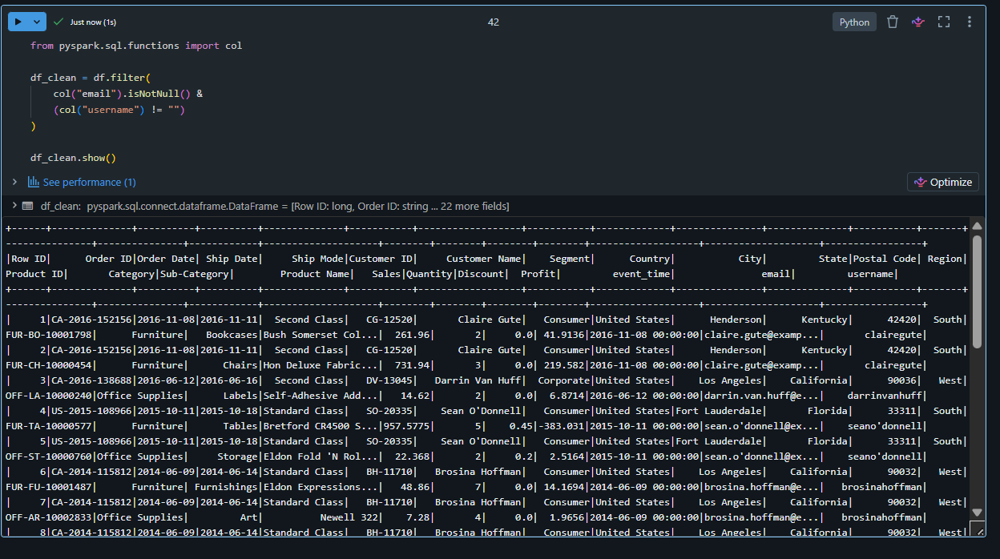 Just now (1s)
42
Python
from pyspark.sql.functions import col
df_clean = df.filter(
col("email").isNotNull() &
(col("username") != "")
)
df_clean.show()
See performance (1)
Optimize
df_clean: pyspark.sql.connect.dataframe.DataFrame = [Row ID: long, Order ID: string ... 22 more fields]
+------+--------------+----------+----------+--------------+-----------+---------------+---------+-------------+---------------+--------------+-----------+-------+
---------------+---------------+------------+--------------------+--------+--------+--------+--------+-------------------+--------------------+-----------------+
|Row ID| Order ID|Order Date| Ship Date| Ship Mode|Customer ID| Customer Name| Segment| Country| City| State|Postal Code| Region|
Product ID| Category|Sub-Category| Product Name| Sales|Quantity|Discount| Profit| event_time| email| username|
+------+--------------+----------+----------+--------------+-----------+---------------+---------+-------------+---------------+--------------+-----------+-------+
---------------+---------------+------------+--------------------+--------+--------+--------+--------+-------------------+--------------------+-----------------+
| 1|CA-2016-152156|2016-11-08|2016-11-11| Second Class| CG-12520| Claire Gute| Consumer|United States| Henderson| Kentucky| 42420| South|
FUR-BO-10001798| Furniture| Bookcases|Bush Somerset Col...| 261.96| 2| 0.0| 41.9136|2016-11-08 00:00:00|claire.gute@examp...| clairegute|
| 2|CA-2016-152156|2016-11-08|2016-11-11| Second Class| CG-12520| Claire Gute| Consumer|United States| Henderson| Kentucky| 42420| South|
FUR-CH-10000454| Furniture| Chairs|Hon Deluxe Fabric...| 731.94| 3| 0.0| 219.582|2016-11-08 00:00:00|claire.gute@examp...| clairegute|
| 3|CA-2016-138688|2016-06-12|2016-06-16| Second Class| DV-13045|Darrin Van Huff|Corporate|United States| Los Angeles| California| 90036| West|
OFF-LA-10000240|Office Supplies| Labels|Self-Adhesive Add...| 14.62| 2| 0.0| 6.8714|2016-06-12 00:00:00|darrin.van.huff@e...| darrinvanhuff|
| 4|US-2015-108966|2015-10-11|2015-10-18|Standard Class| SO-20335| Sean O'Donnell| Consumer|United States|Fort Lauderdale| Florida| 33311| South|
FUR-TA-10000577| Furniture| Tables|Bretford CR4500 S...|957.5775| 5| 0.45|-383.031|2015-10-11 00:00:00|sean.o'donnell@ex...| seano'donnell|
| 5|US-2015-108966|2015-10-11|2015-10-18|Standard Class| SO-20335| Sean O'Donnell| Consumer|United States|Fort Lauderdale| Florida| 33311| South|
OFF-ST-10000760|Office Supplies| Storage|Eldon Fold 'N Rol...| 22.368| 2| 0.2| 2.5164|2015-10-11 00:00:00|sean.o'donnell@ex...| seano'donnell|
| 6|CA-2014-115812|2014-06-09|2014-06-14|Standard Class| BH-11710|Brosina Hoffman| Consumer|United States| Los Angeles| California| 90032| West|
FUR-FU-10001487| Furniture| Furnishings|Eldon Expressions...| 48.86| 7| 0.0| 14.1694|2014-06-09 00:00:00|brosina.hoffman@e...| brosinahoffman|
| 7|CA-2014-115812|2014-06-09|2014-06-14|Standard Class| BH-11710|Brosina Hoffman| Consumer|United States| Los Angeles| California| 90032| West|
OFF-AR-10002833|Office Supplies| Art| Newell 322| 7.28| 4| 0.0| 1.9656|2014-06-09 00:00:00|brosina.hoffman@e...| brosinahoffman|
| 8|CA-2014-115812|2014-06-09|2014-06-14|Standard Class| BH-11710|Brosina Hoffman| Consumer|United States| Los Angeles| California| 90032| West|